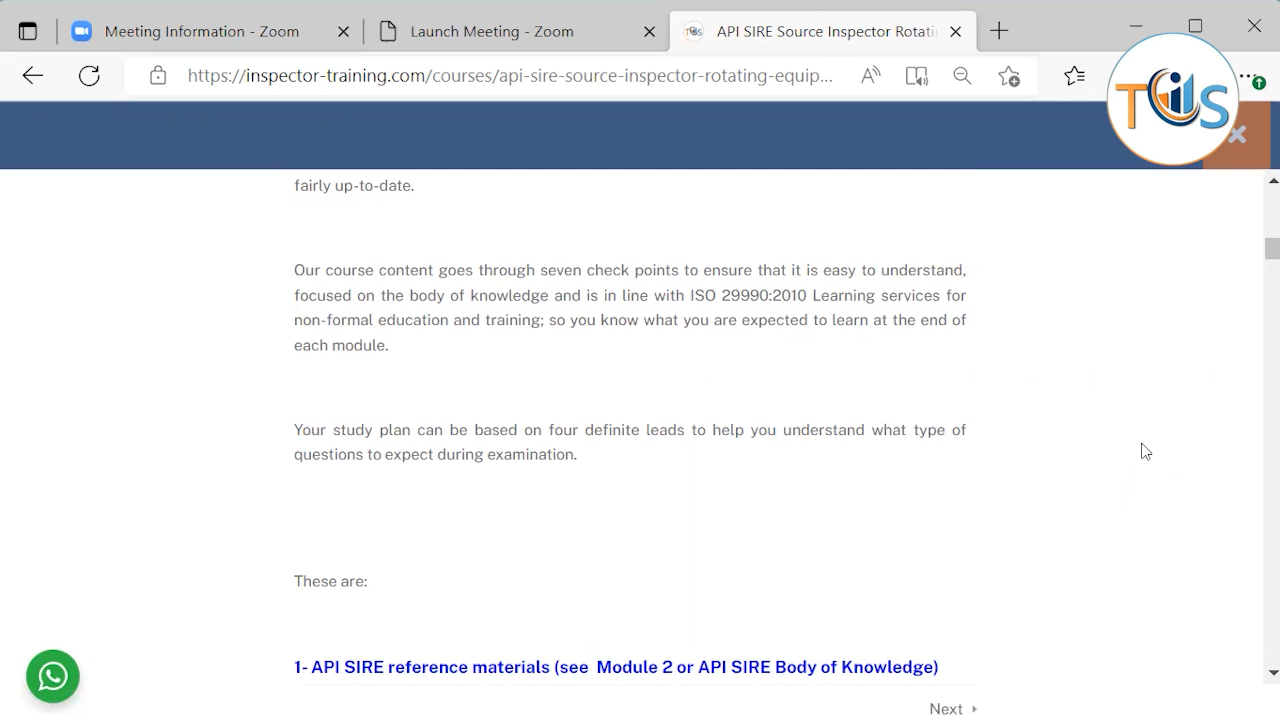 Meeting Information - Zoom
Launch Meeting - Zoom
API SIRE Source Inspector Rotati
https://inspector-training.com/courses/api-sire-source-inspector-rotating-equip...
TIS
fairly up-to-date.
Our course content goes through seven check points to ensure that it is easy to understand,
focused on the body of knowledge and is in line with ISO 29990:2010 Learning services for
non-formal education and training; so you know what you are expected to learn at the end of
each module.
Your study plan can be based on four definite leads to help you understand what type of
questions to expect during examination.
These are:
1- API SIRE reference materials (see Module 2 or API SIRE Body of Knowledge)
Next